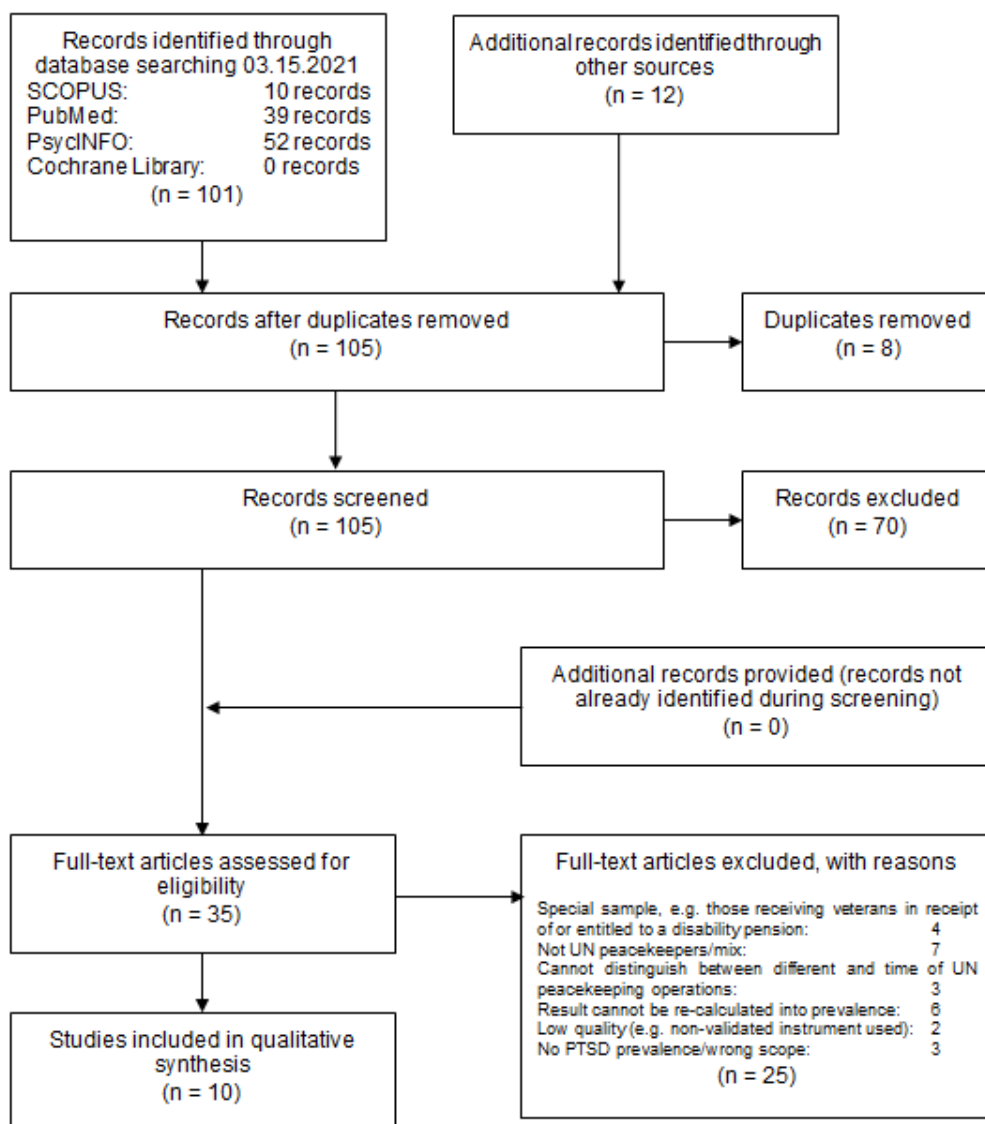 Records identified through
database searching 03.15.2021
SCOPUS: 10 records
PubMed: 39 records
PsycINFO: 52 records
Cochrane Library: 0 records
(n = 101)
Additional records identified through
other sources
(n = 12)
Records after duplicates removed
(n = 105)
Duplicates removed
(n = 8)
Records screened
(n = 105)
Records excluded
(n = 70)
Additional records provided (records not
already identified during screening)
(n = 0)
Full-text articles assessed for
eligibility
(n = 35)
Full-text articles excluded, with reasons
Special sample, e.g. those receiving veterans in receipt
of or entitled to a disability pension: 4
Not UN peacekeepers/mix: 7
Cannot distinguish between different and time of UN
peacekeeping operations: 3
Result cannot be re-calculated into prevalence: 6
Low quality (e.g. non-validated instrument used): 2
No PTSD prevalence/wrong scope: 3
(n = 25)
Studies included in qualitative
synthesis
(n = 10)